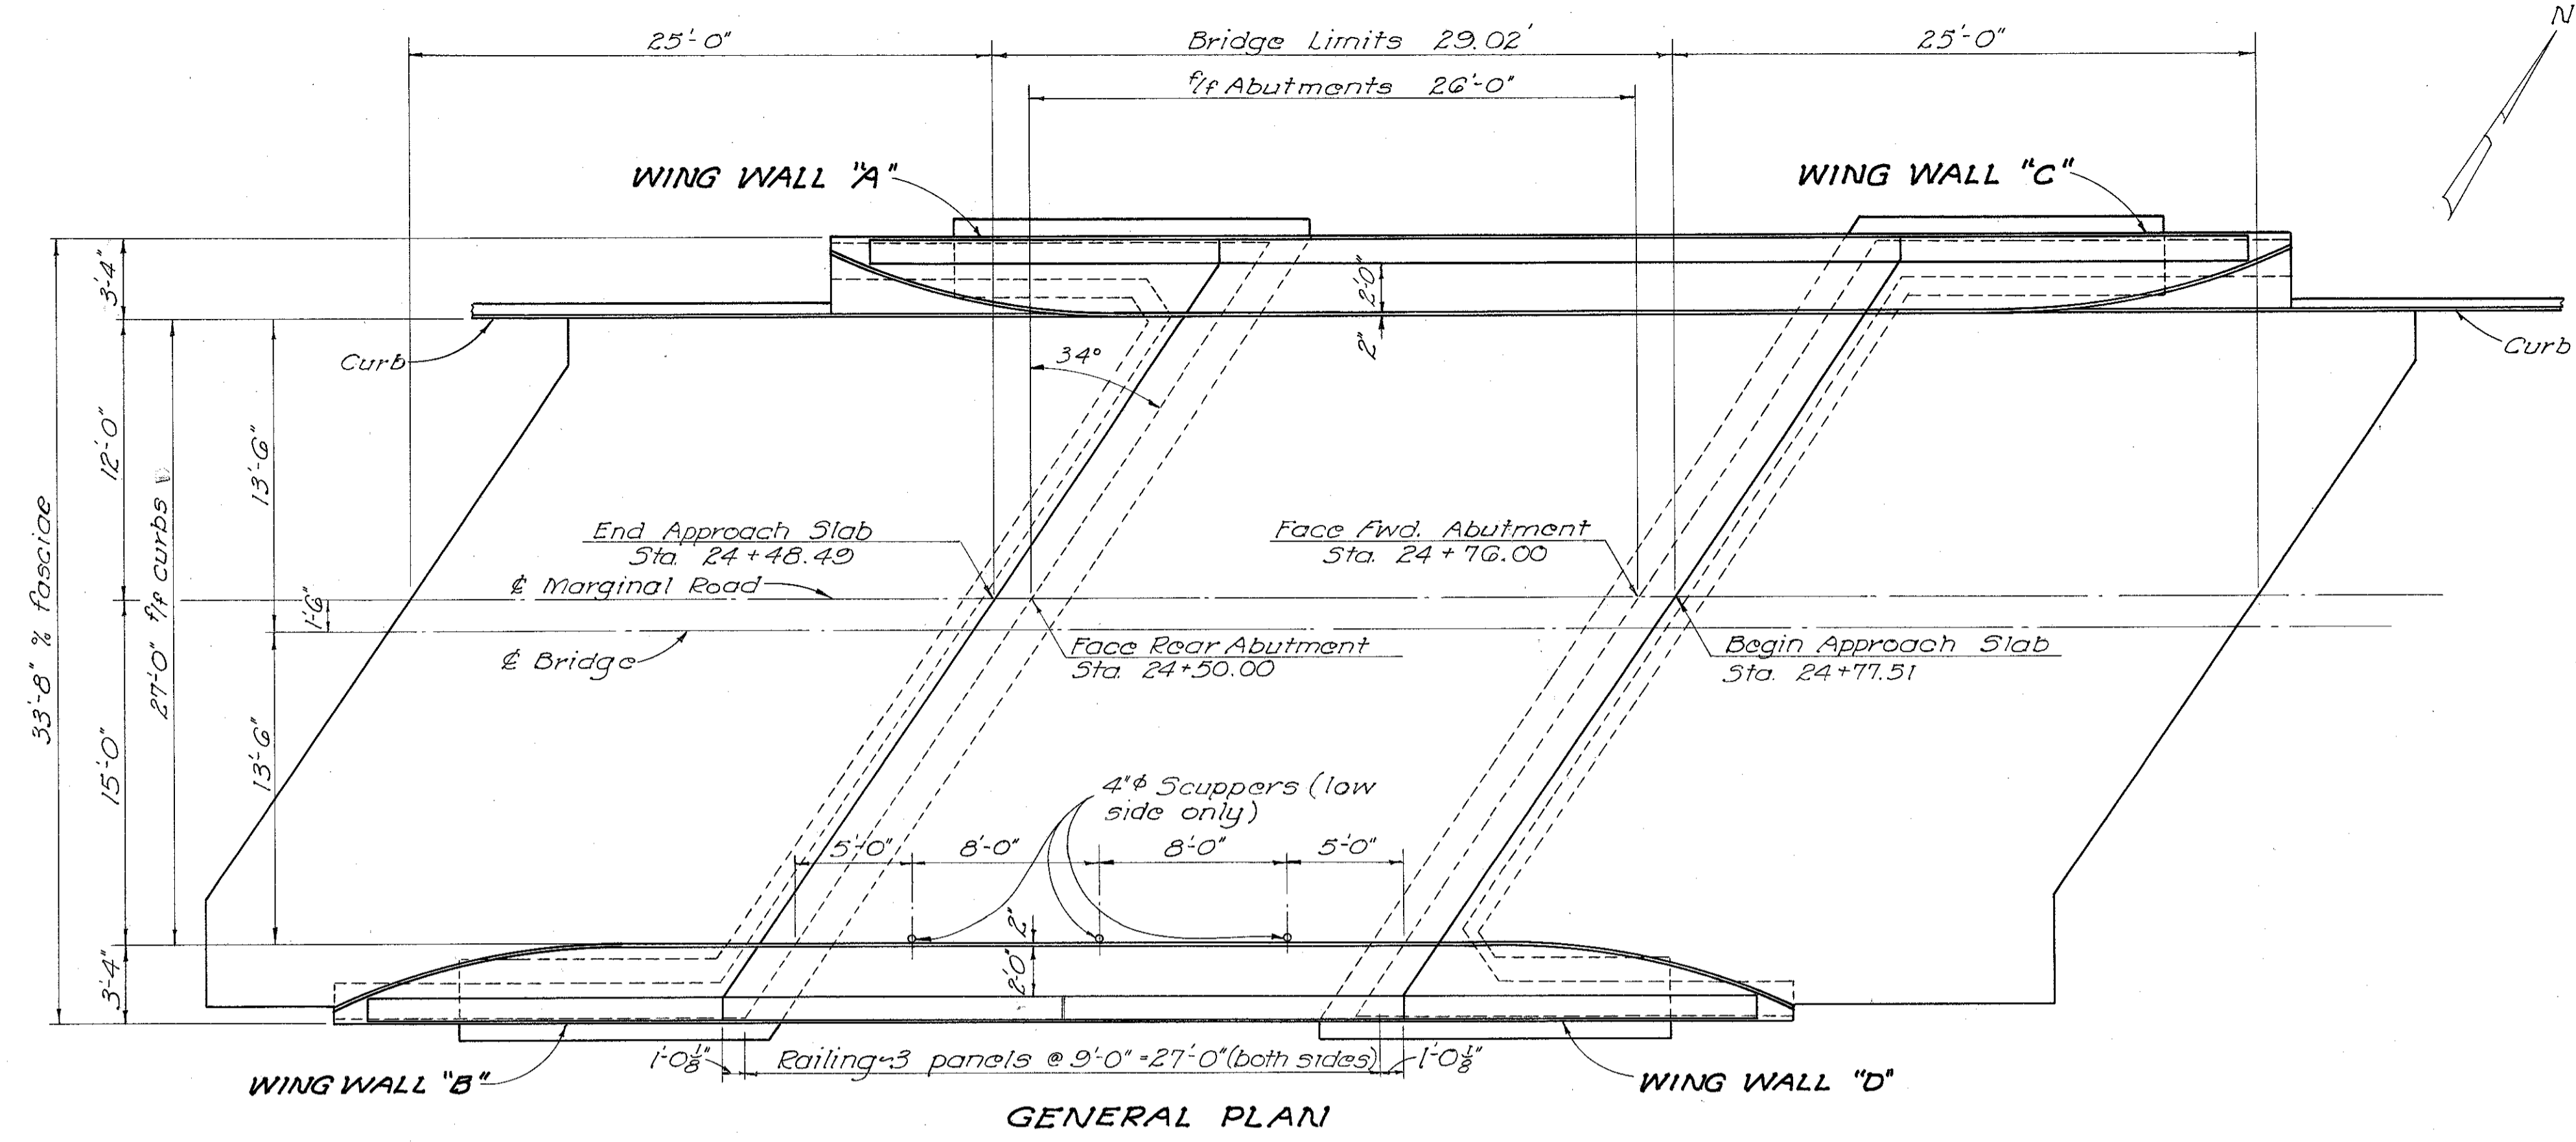 N
25'-0"
Bridge Limits 29.02'
25'-0"
f/f Abutments 26'-0"
WING WALL "A"
WING WALL "C"
3'-4"
2'-0"
2"
34°
Curb
Curb
12'-0"
13'-6"
33'-8" % fasciae
27'-0" f/f curbs
End Approach Slab
Sta. 24+48.49
Face Fwd. Abutment
Sta. 24+76.00
℄ Marginal Road
1'-6"
℄ Bridge
Face Rear Abutment
Sta. 24+50.00
Begin Approach Slab
Sta. 24+77.51
15'-0"
13'-6"
4"ϕ Scuppers (low
side only)
5'-0"
8'-0"
8'-0"
5'-0"
2"
2'-0"
3'-4"
1'-0⅛"
Railing~3 panels @ 9'-0" =27'-0"(both sides)
1'-0⅛"
WING WALL "B"
WING WALL "D"
GENERAL PLAN